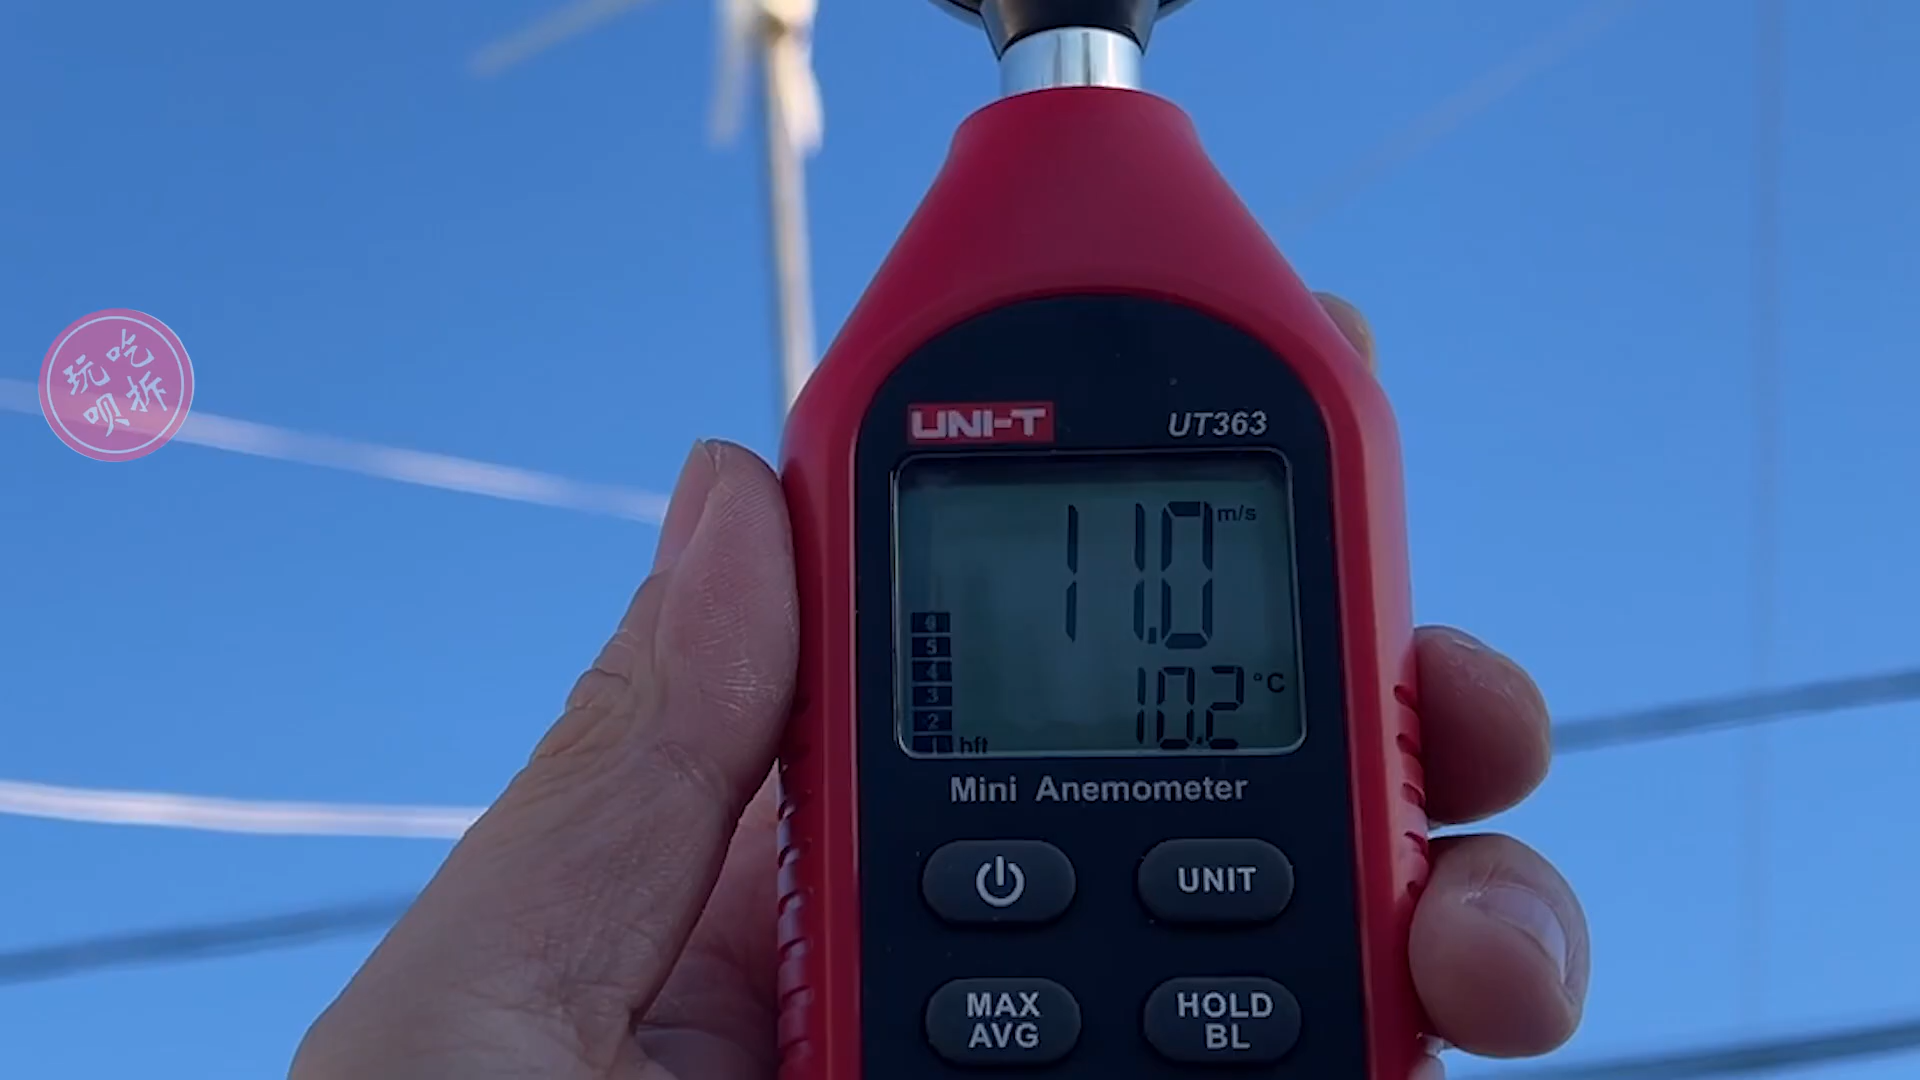 玩吃
呗拆
UNI-T UT363
11.0 m/s
6
5
4
3
2
1 bft
10.2 °C
Mini Anemometer
UNIT
MAX
AVG
HOLD
BL